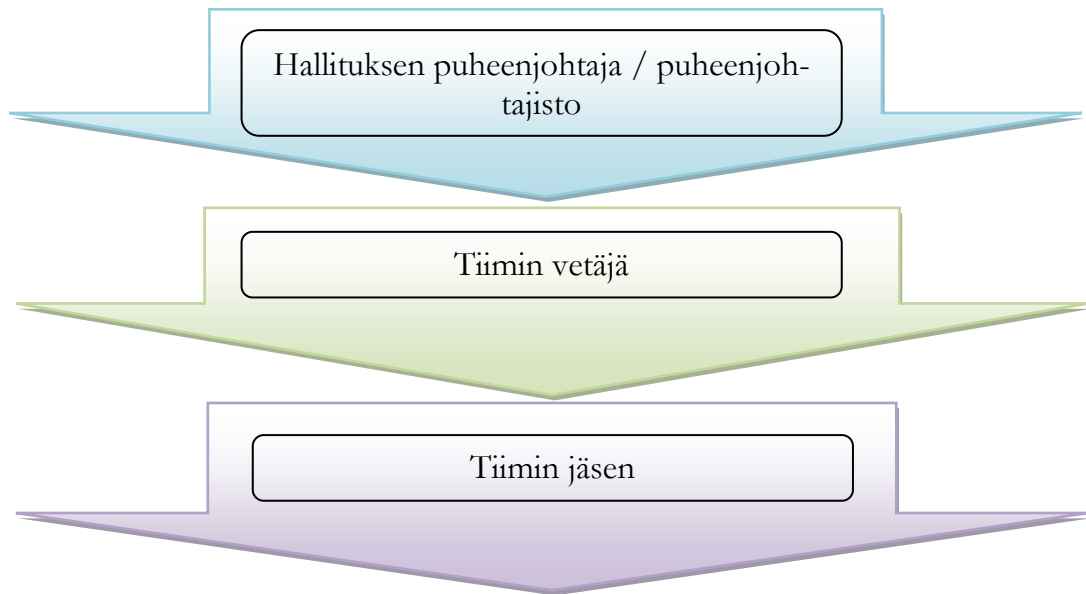 Hallituksen puheenjohtaja / puheenjoh-
tajisto
Tiimin vetäjä
Tiimin jäsen